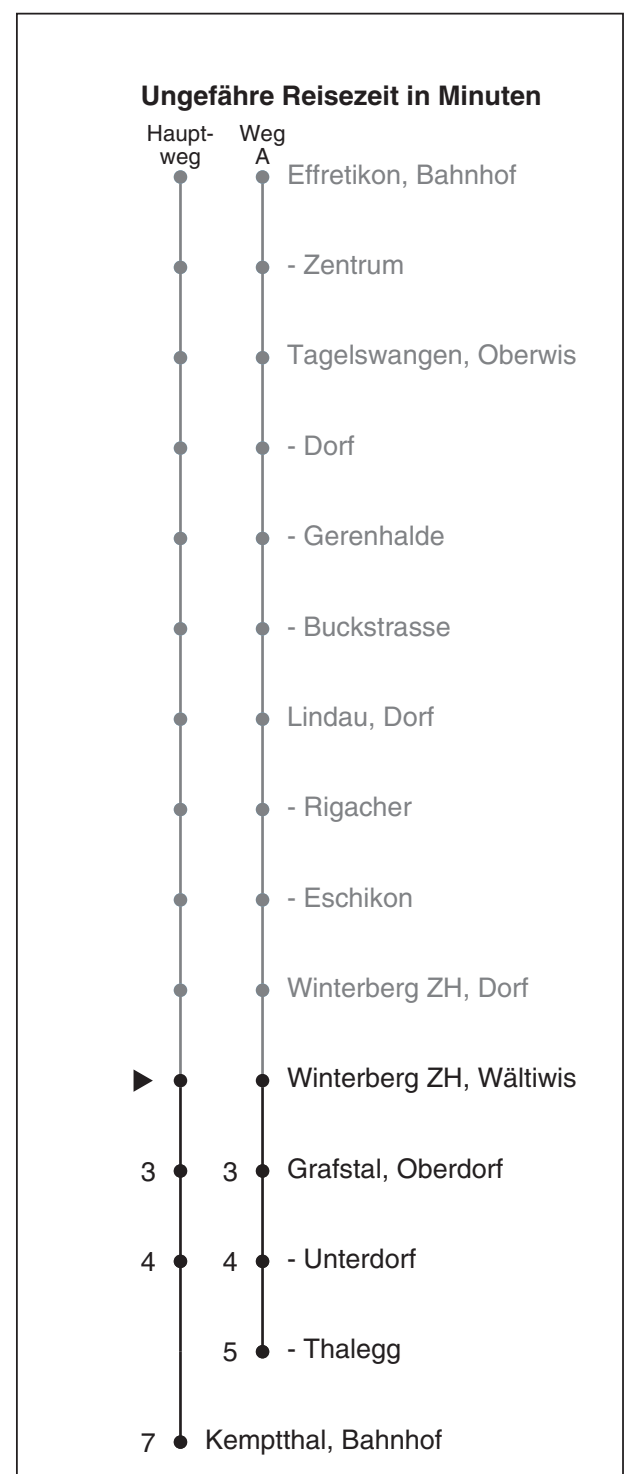 Ungefähre Reisezeit in Minuten
Haupt-
weg
Weg
A
Effretikon, Bahnhof
- Zentrum
Tagelswangen, Oberwis
- Dorf
- Gerenhalde
- Buckstrasse
Lindau, Dorf
- Rigacher
- Eschikon
Winterberg ZH, Dorf
Winterberg ZH, Wältiwis
3 3 Grafstal, Oberdorf
4 4 - Unterdorf
5 - Thalegg
7 Kemptthal, Bahnhof